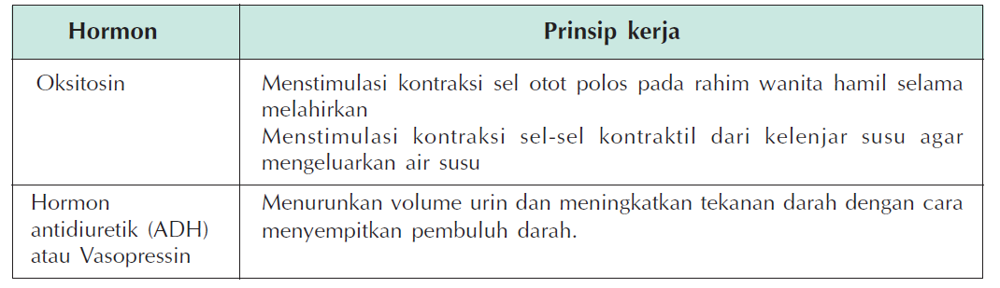 Hormon
Prinsip kerja
Oksitosin
Menstimulasi kontraksi sel otot polos pada rahim wanita hamil selama
melahirkan
Menstimulasi kontraksi sel-sel kontraktil dari kelenjar susu agar
mengeluarkan air susu
Hormon
antidiuretik (ADH)
atau Vasopressin
Menurunkan volume urin dan meningkatkan tekanan darah dengan cara
menyempitkan pembuluh darah.